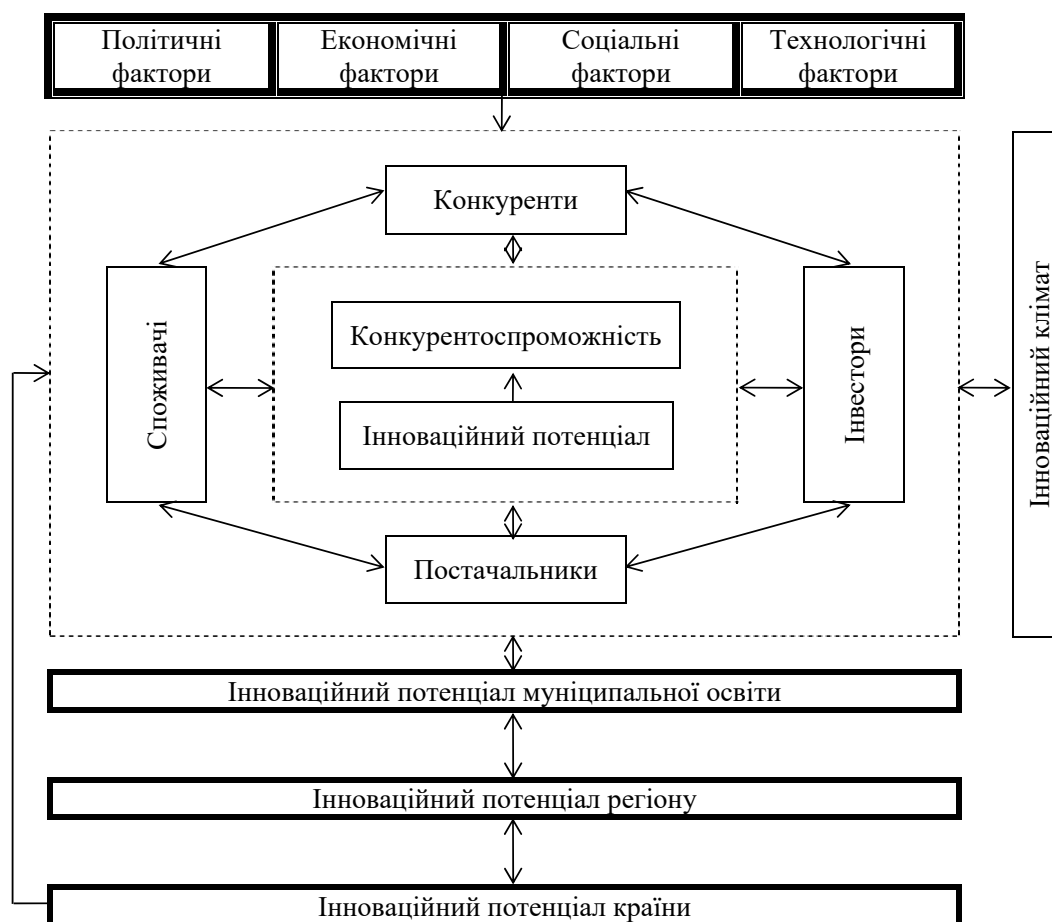 Політичні
фактори
Економічні
фактори
Соціальні
фактори
Технологічні
фактори
Конкуренти
Споживачі
Конкурентоспроможність
Інноваційний потенціал
Інвестори
Інноваційний клімат
Постачальники
Інноваційний потенціал муніципальної освіти
Інноваційний потенціал регіону
Інноваційний потенціал країни